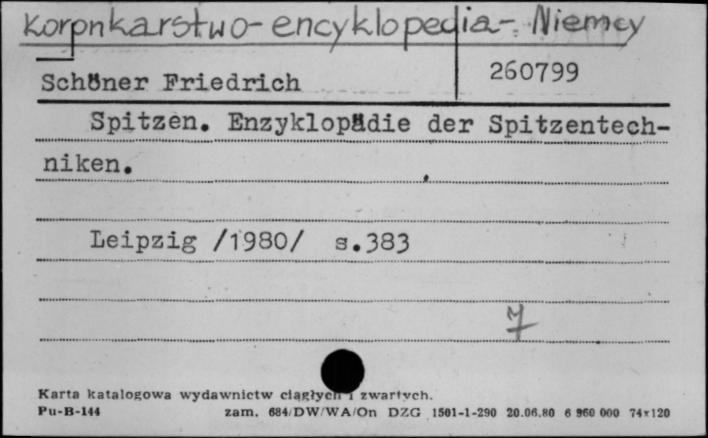 Koronkarstwo-encyklopedia-Niemcy
Schöner Friedrich
260799
Spitzen. Enzyklopädie der Spitzentech-
niken.
Leipzig /1980/ s.383
Karta katalogowa wydawnictw ciągłych i zwartych.
Pu-B-144 zam. 684/DW/WA/On DZG 1501-1-290 20.06.80 6 960 000 74x120